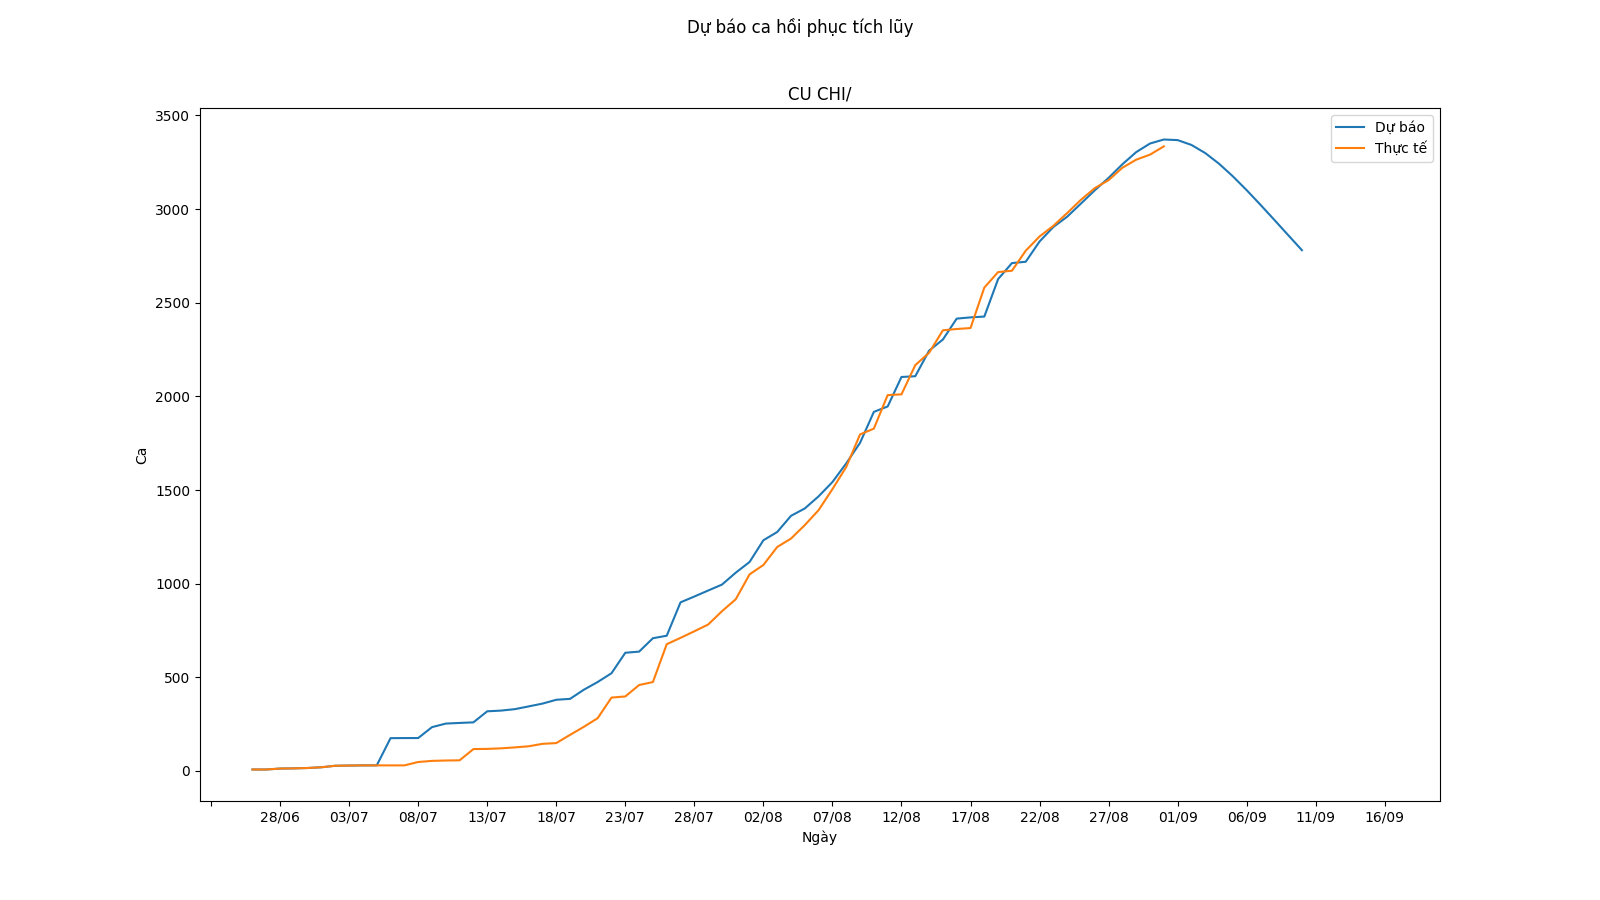 Dự báo ca hồi phục tích lũy
CU CHI/
Dự báo
Thực tế
3500
3000
2500
2000
1500
1000
500
0
Ca
28/06 03/07 08/07 13/07 18/07 23/07 28/07 02/08 07/08 12/08 17/08 22/08 27/08 01/09 06/09 11/09 16/09
Ngày